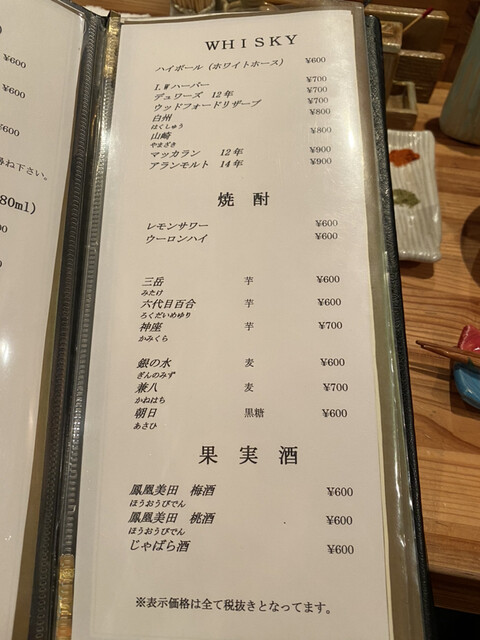 ¥600
¥600
¥600
尋ね下さい。
80ml)
WHISKY
ハイボール（ホワイトホース） ¥600
I.Wハーパー ¥700
デュワーズ 12年 ¥700
ウッドフォードリザーブ ¥700
白州 ¥800
はくしゅう
山崎 ¥800
やまざき
マッカラン 12年 ¥900
アランモルト 14年 ¥900
焼酎
レモンサワー ¥600
ウーロンハイ ¥600
三岳 芋 ¥600
みたけ
六代目百合 芋 ¥600
ろくだいめゆり
神座 芋 ¥700
かみくら
銀の水 麦 ¥600
ぎんのみず
兼八 麦 ¥700
かねはち
朝日 黒糖 ¥600
あさひ
果実酒
鳳凰美田 梅酒 ¥600
ほうおうびでん
鳳凰美田 桃酒 ¥600
ほうおうびでん
じゃばら酒 ¥600
※表示価格は全て税抜きとなってます。